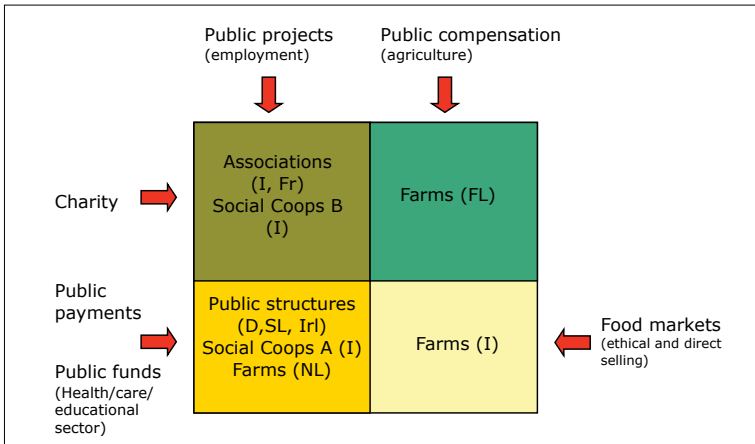 Public projects
(employment)
Public compensation
(agriculture)
Charity
Associations
(I, Fr)
Social Coops B
(I)
Farms (FL)
Public
payments
Public funds
(Health/care/
educational
sector)
Public structures
(D,SL, Irl)
Social Coops A (I)
Farms (NL)
Farms (I)
Food markets
(ethical and direct
selling)